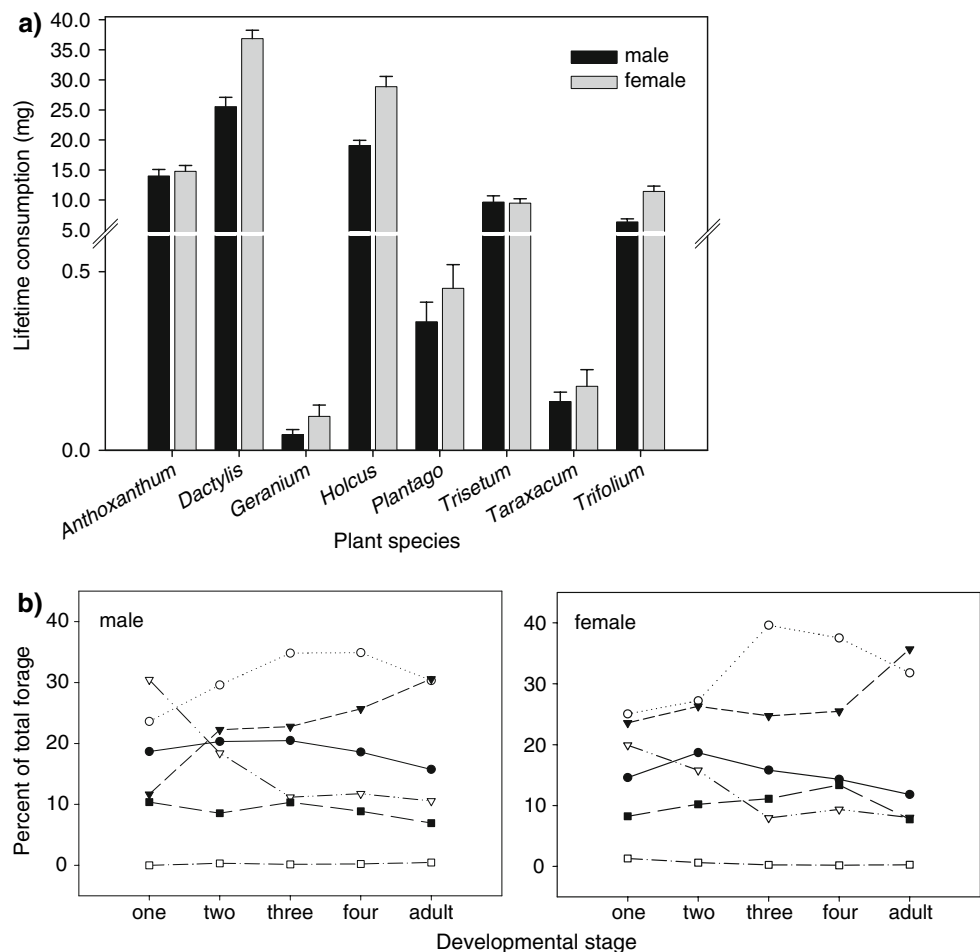 a)
Lifetime consumption (mg)
40.0
35.0
30.0
25.0
20.0
15.0
10.0
5.0
0.5
0.0
male
female
Anthoxanthum
Dactylis
Geranium
Holcus
Plantago
Trisetum
Taraxacum
Trifolium
Plant species
b)
Percent of total forage
male
40
30
20
10
0
one two three four adult
female
40
30
20
10
0
one two three four adult
Developmental stage